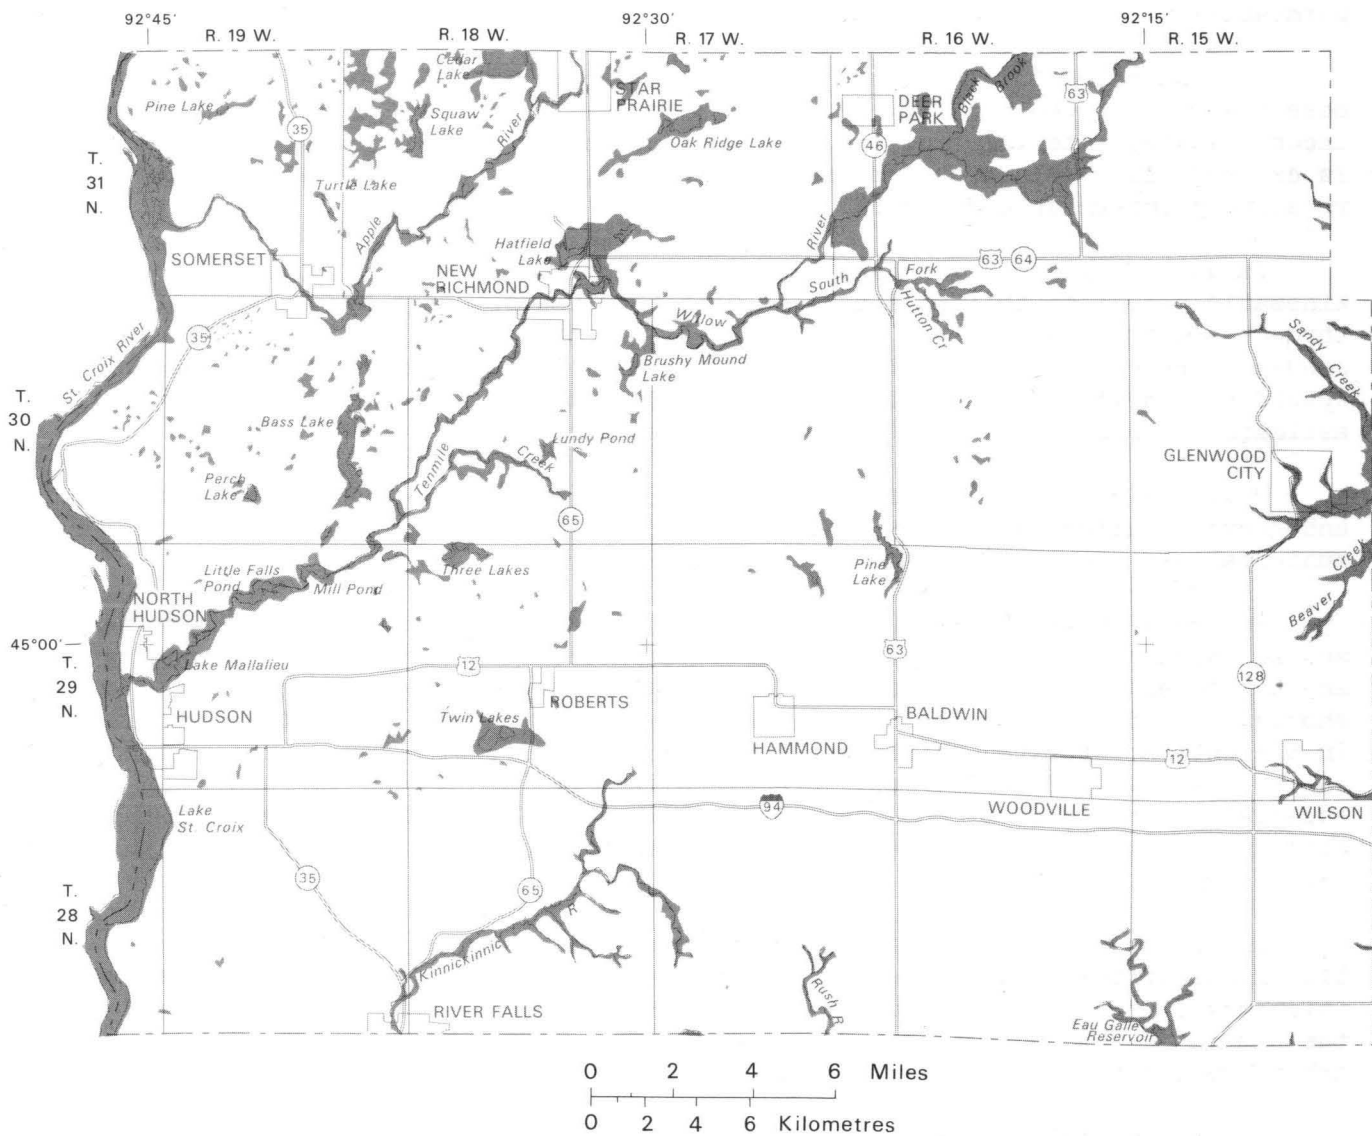 92°45' 92°30' 92°15'
R. 19 W. R. 18 W. R. 17 W. R. 16 W. R. 15 W.
Cedar
Lake
STAR
PRAIRIE
Pine Lake
35
Squaw
Lake
River
Oak Ridge Lake
DEER
PARK
46
Black
Brook
63
T.
31
N.
Turtle Lake
Apple
Hatfield
Lake
River
SOMERSET
NEW
RICHMOND
63
64
South
Fork
Hutton Cr
Willow
35
St. Croix River
Brushy Mound
Lake
Sandy
Creek
T.
30
N.
Bass Lake
Tenmile
Creek
Lundy Pond
GLENWOOD
CITY
Perch
Lake
65
Little Falls
Pond
Mill Pond
Three Lakes
Pine
Lake
Creek
Beaver
NORTH
HUDSON
45°00'
T.
29
N.
Lake Mallalieu
12
63
128
HUDSON
Twin Lakes
ROBERTS
HAMMOND
BALDWIN
12
WOODVILLE
WILSON
94
Lake
St. Croix
35
65
T.
28
N.
Kinnickinnic
R
Rush R
RIVER FALLS
Eau Galle
Reservoir
0 2 4 6 Miles
0 2 4 6 Kilometres